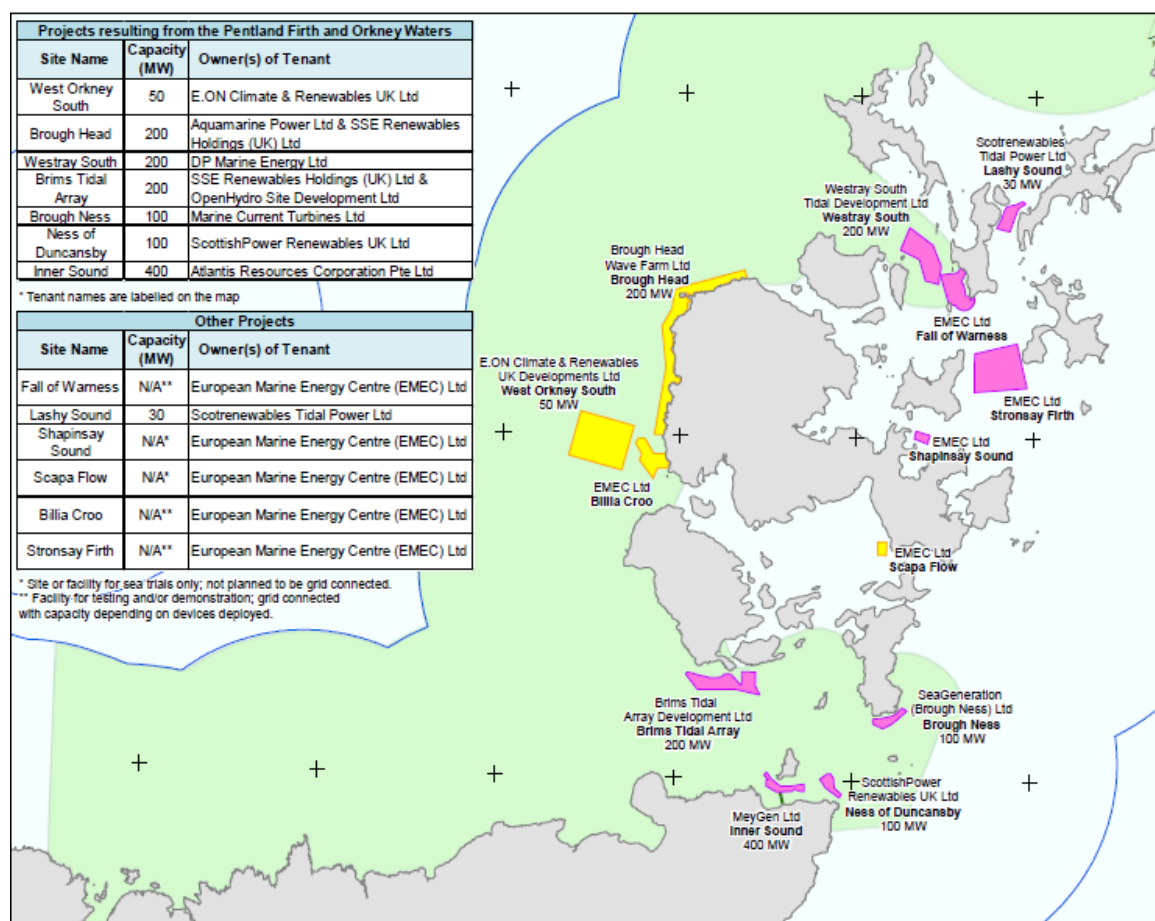 Projects resulting from the Pentland Firth and Orkney Waters
Site Name Capacity (MW) Owner(s) of Tenant
West Orkney South 50 E.ON Climate & Renewables UK Ltd
Brough Head 200 Aquamarine Power Ltd & SSE Renewables Holdings (UK) Ltd
Westray South 200 DP Marine Energy Ltd
Brims Tidal Array 200 SSE Renewables Holdings (UK) Ltd & OpenHydro Site Development Ltd
Brough Ness 100 Marine Current Turbines Ltd
Ness of Duncansby 100 ScottishPower Renewables UK Ltd
Inner Sound 400 Atlantis Resources Corporation Pte Ltd
* Tenant names are labelled on the map
Other Projects
Site Name Capacity (MW) Owner(s) of Tenant
Fall of Warness N/A** European Marine Energy Centre (EMEC) Ltd
Lashy Sound 30 Scotrenewables Tidal Power Ltd
Shapinsay Sound N/A* European Marine Energy Centre (EMEC) Ltd
Scapa Flow N/A* European Marine Energy Centre (EMEC) Ltd
Billia Croo N/A** European Marine Energy Centre (EMEC) Ltd
Stronsay Firth N/A** European Marine Energy Centre (EMEC) Ltd
* Site or facility for sea trials only; not planned to be grid connected.
** Facility for testing and/or demonstration; grid connected
with capacity depending on devices deployed.
Scotrenewables
Tidal Power Ltd
Lashy Sound
30 MW
Westray South
Tidal Development Ltd
Westray South
200 MW
Brough Head
Wave Farm Ltd
Brough Head
200 MW
EMEC Ltd
Fall of Warness
E.ON Climate & Renewables
UK Developments Ltd
West Orkney South
50 MW
EMEC Ltd
Stronsay Firth
EMEC Ltd
Shapinsay Sound
EMEC Ltd
Billia Croo
EMEC Ltd
Scapa Flow
Brims Tidal
Array Development Ltd
Brims Tidal Array
200 MW
SeaGeneration
(Brough Ness) Ltd
Brough Ness
100 MW
ScottishPower
Renewables UK Ltd
Ness of Duncansby
100 MW
MeyGen Ltd
Inner Sound
400 MW